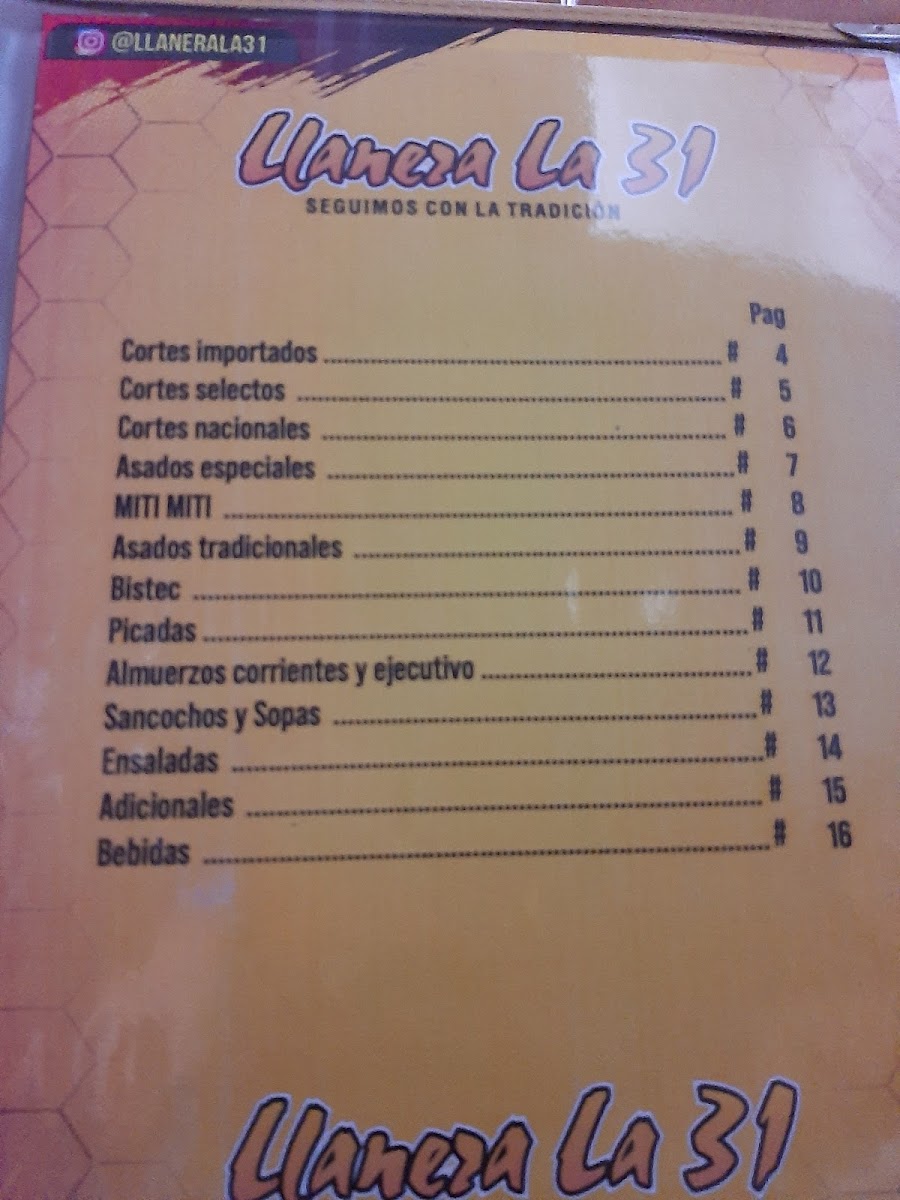 @LLANERALA31
Llanera La 31
SEGUIMOS CON LA TRADICIÓN
Pag
Cortes importados ........................ # 4
Cortes selectos ........................ # 5
Cortes nacionales ........................ # 6
Asados especiales ........................ # 7
MITI MITI ........................ # 8
Asados tradicionales ........................ # 9
Bistec ........................ # 10
Picadas ........................ # 11
Almuerzos corrientes y ejecutivo ........................ # 12
Sancochos y Sopas ........................ # 13
Ensaladas ........................ # 14
Adicionales ........................ # 15
Bebidas ........................ # 16
Llanera La 31